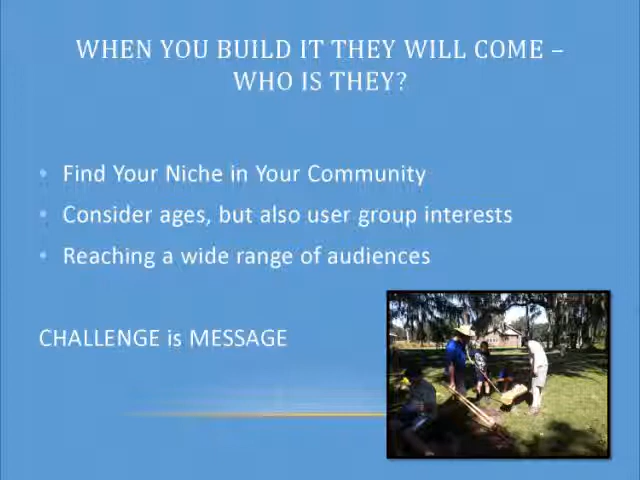 WHEN YOU BUILD IT THEY WILL COME –
WHO IS THEY?
• Find Your Niche in Your Community
• Consider ages, but also user group interests
• Reaching a wide range of audiences
CHALLENGE is MESSAGE